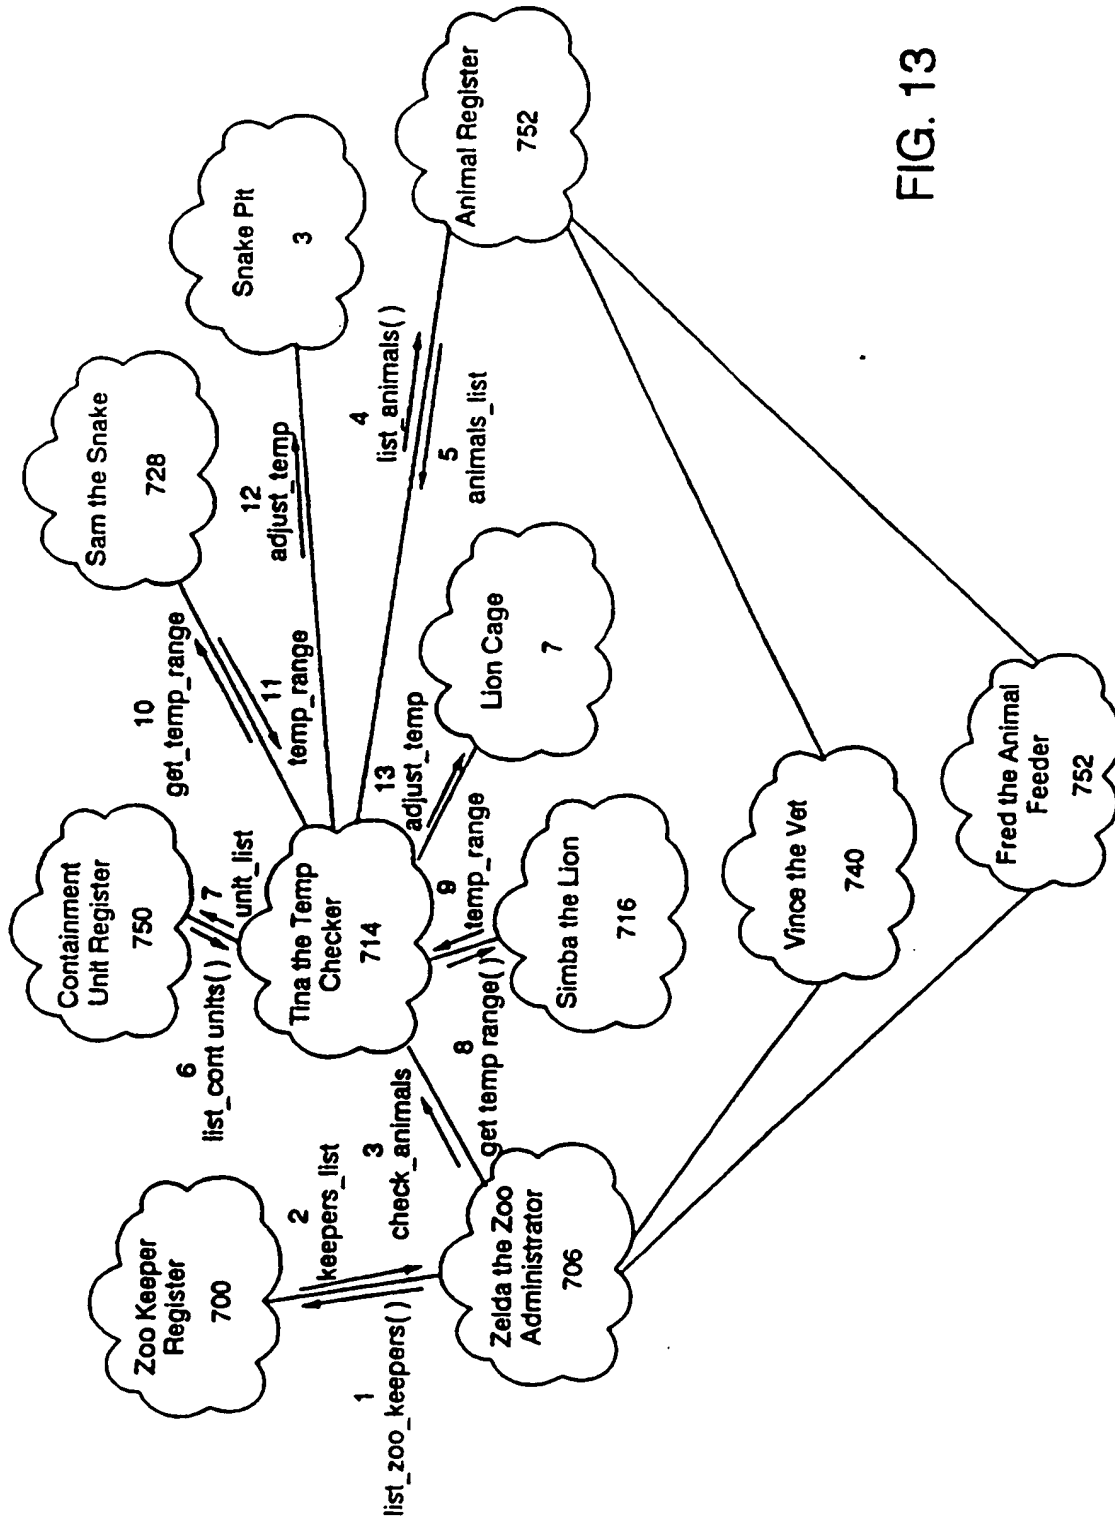 Zoo Keeper
Register
700
1
list_zoo_keepers()
2
keepers_list
Zelda the Zoo
Administrator
706
3
check_animals
Containment
Unit Register
750
6
list_cont units()
7
unit_list
Tina the Temp
Checker
714
8
get temp range()
9
temp_range
Simba the Lion
716
10
get_temp_range
11
temp_range
Sam the Snake
728
12
adjust_temp
Snake Pit
3
13
adjust_temp
Lion Cage
7
4
list_animals()
5
animals_list
Animal Register
752
Vince the Vet
740
Fred the Animal
Feeder
752
FIG. 13